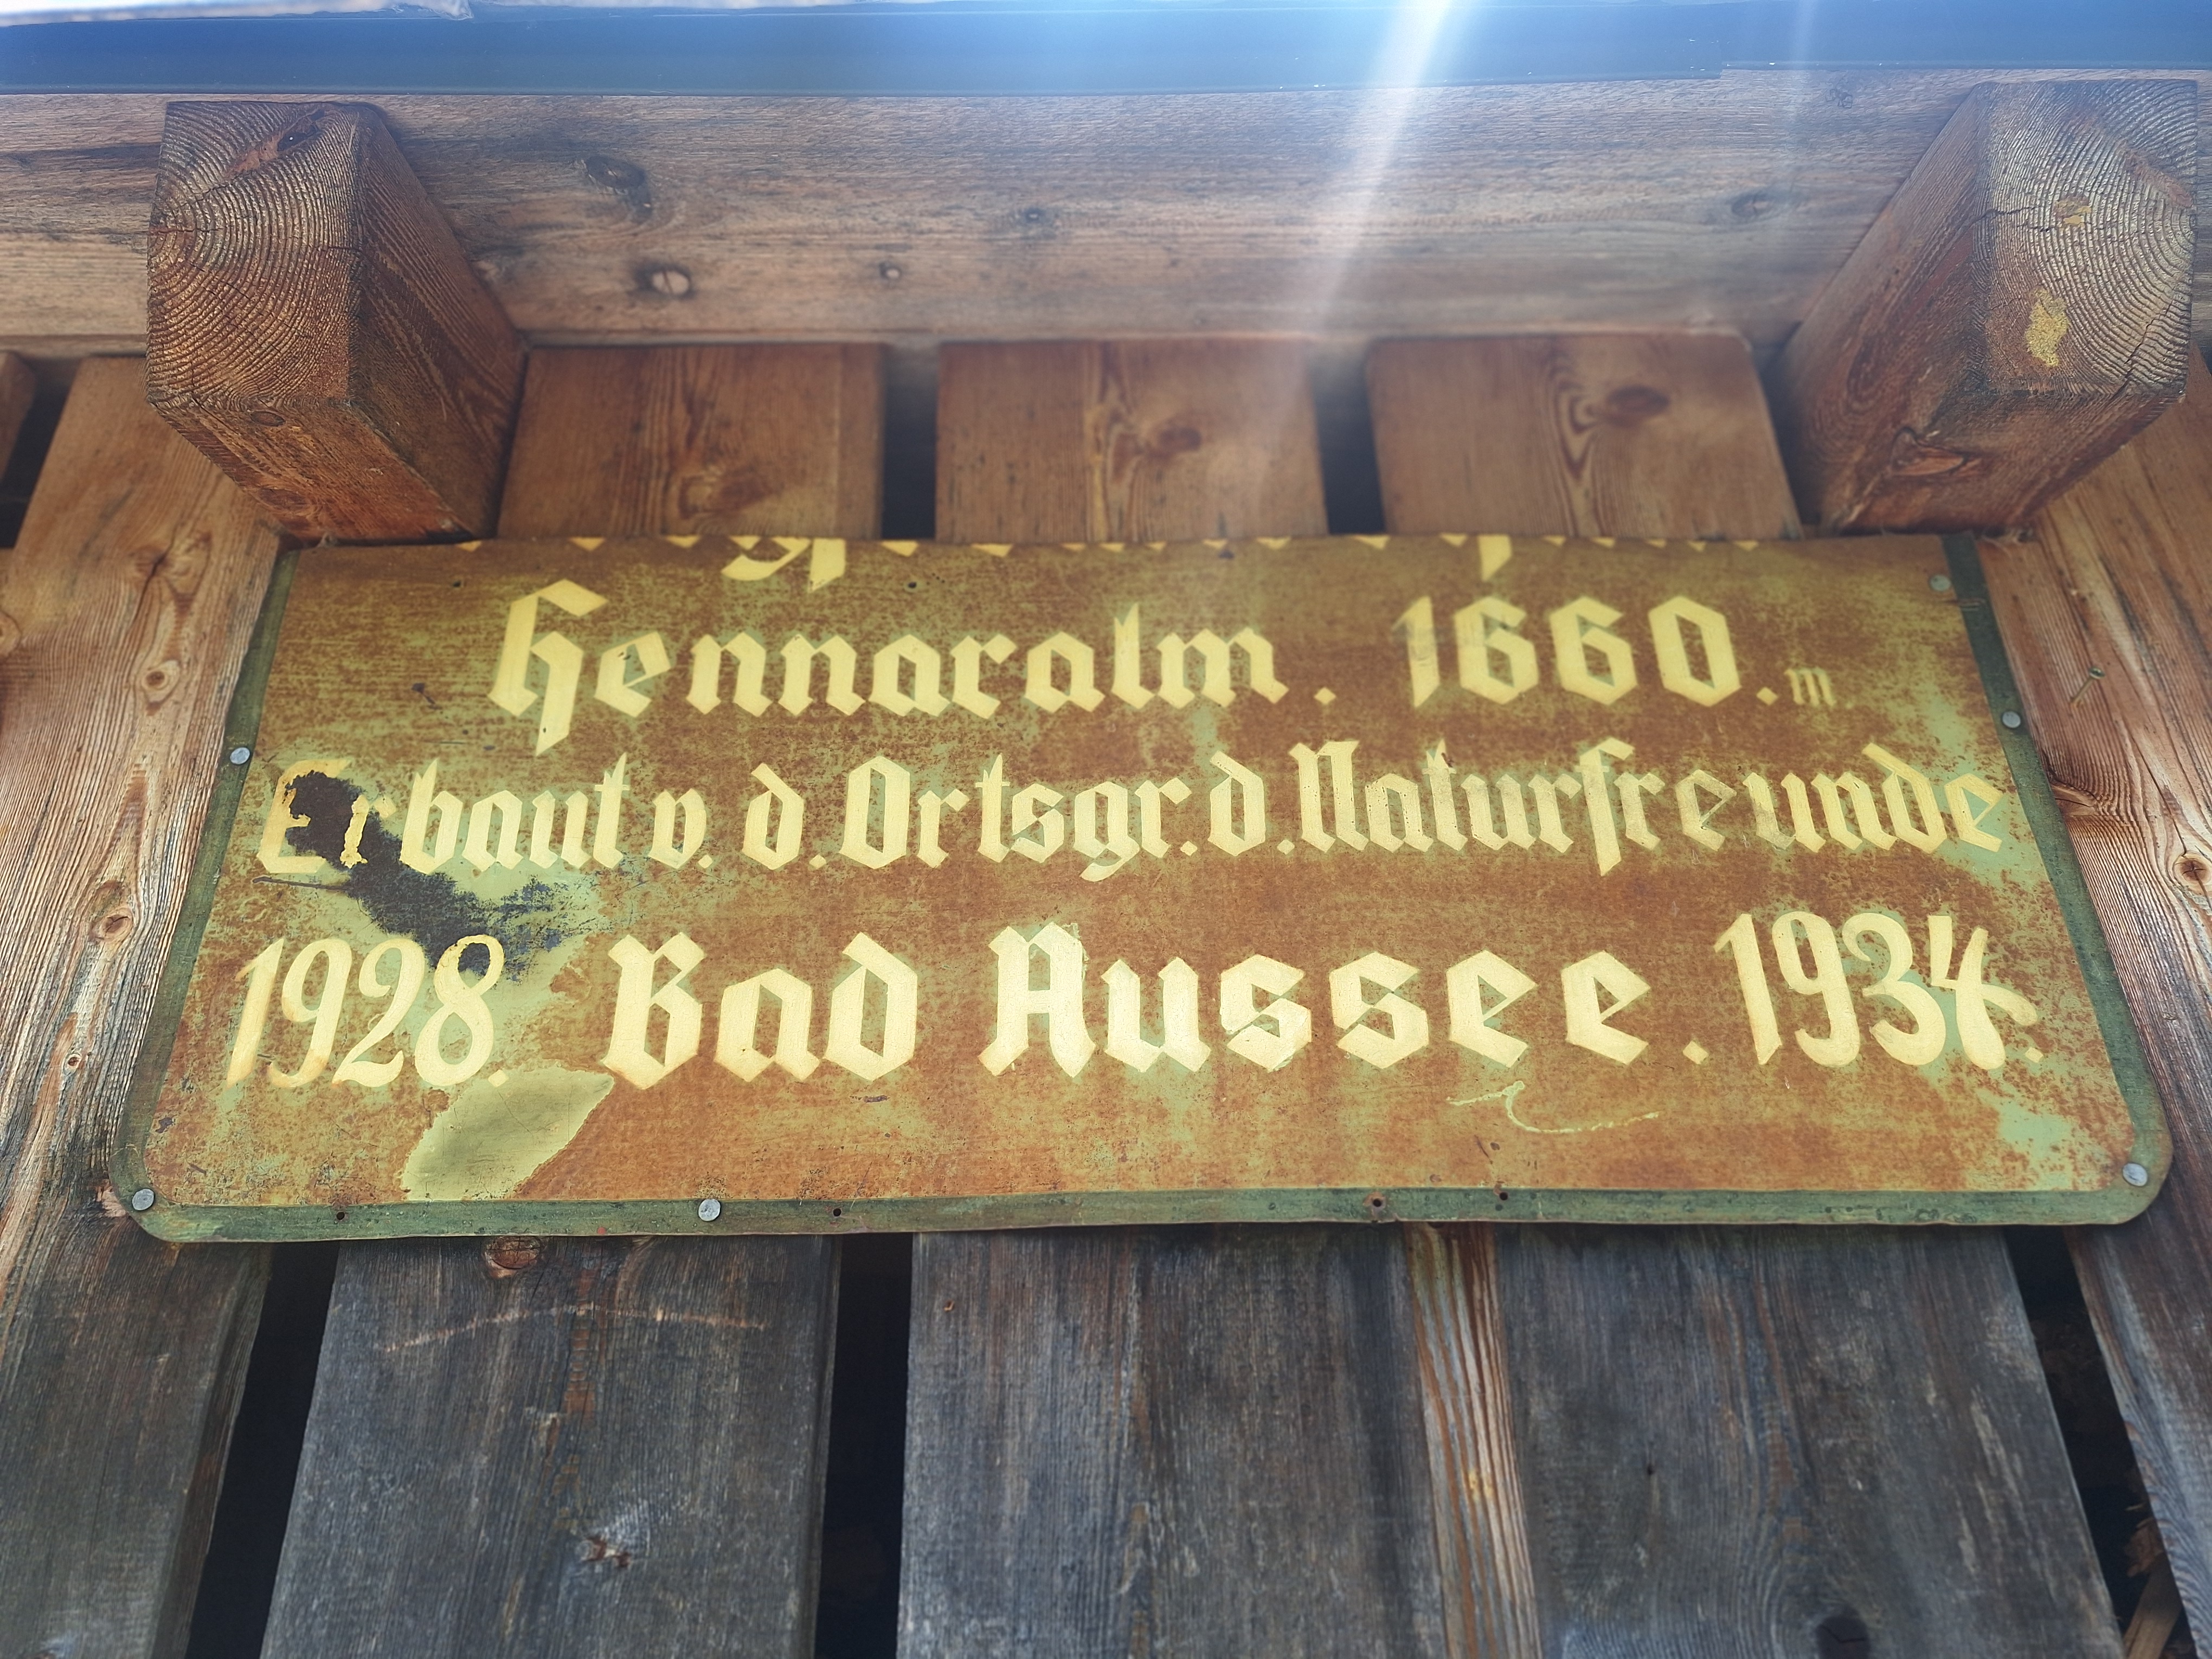 Hennaralm. 1660.m.
Erbaut v. d. Ortsgr. d. Naturfreunde
1928. Bad Aussee. 1934.